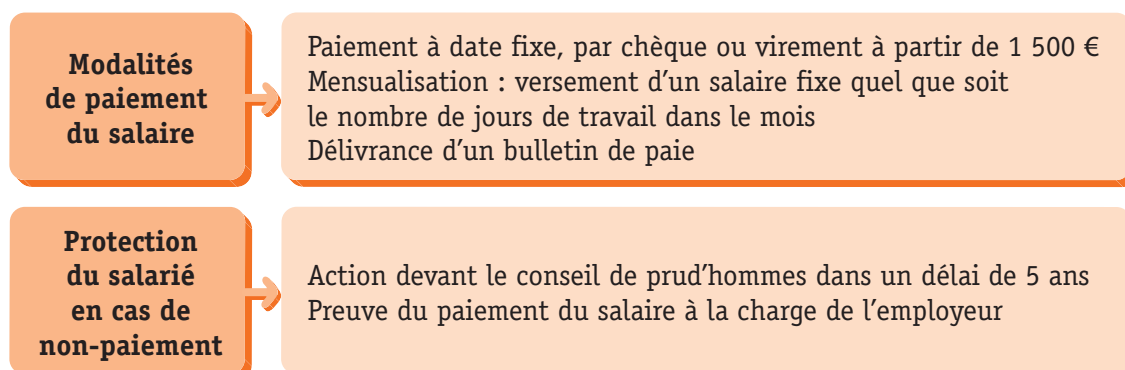 Modalités
de paiement
du salaire
Paiement à date fixe, par chèque ou virement à partir de 1 500 €
Mensualisation : versement d’un salaire fixe quel que soit
le nombre de jours de travail dans le mois
Délivrance d’un bulletin de paie
Protection
du salarié
en cas de
non-paiement
Action devant le conseil de prud’hommes dans un délai de 5 ans
Preuve du paiement du salaire à la charge de l’employeur